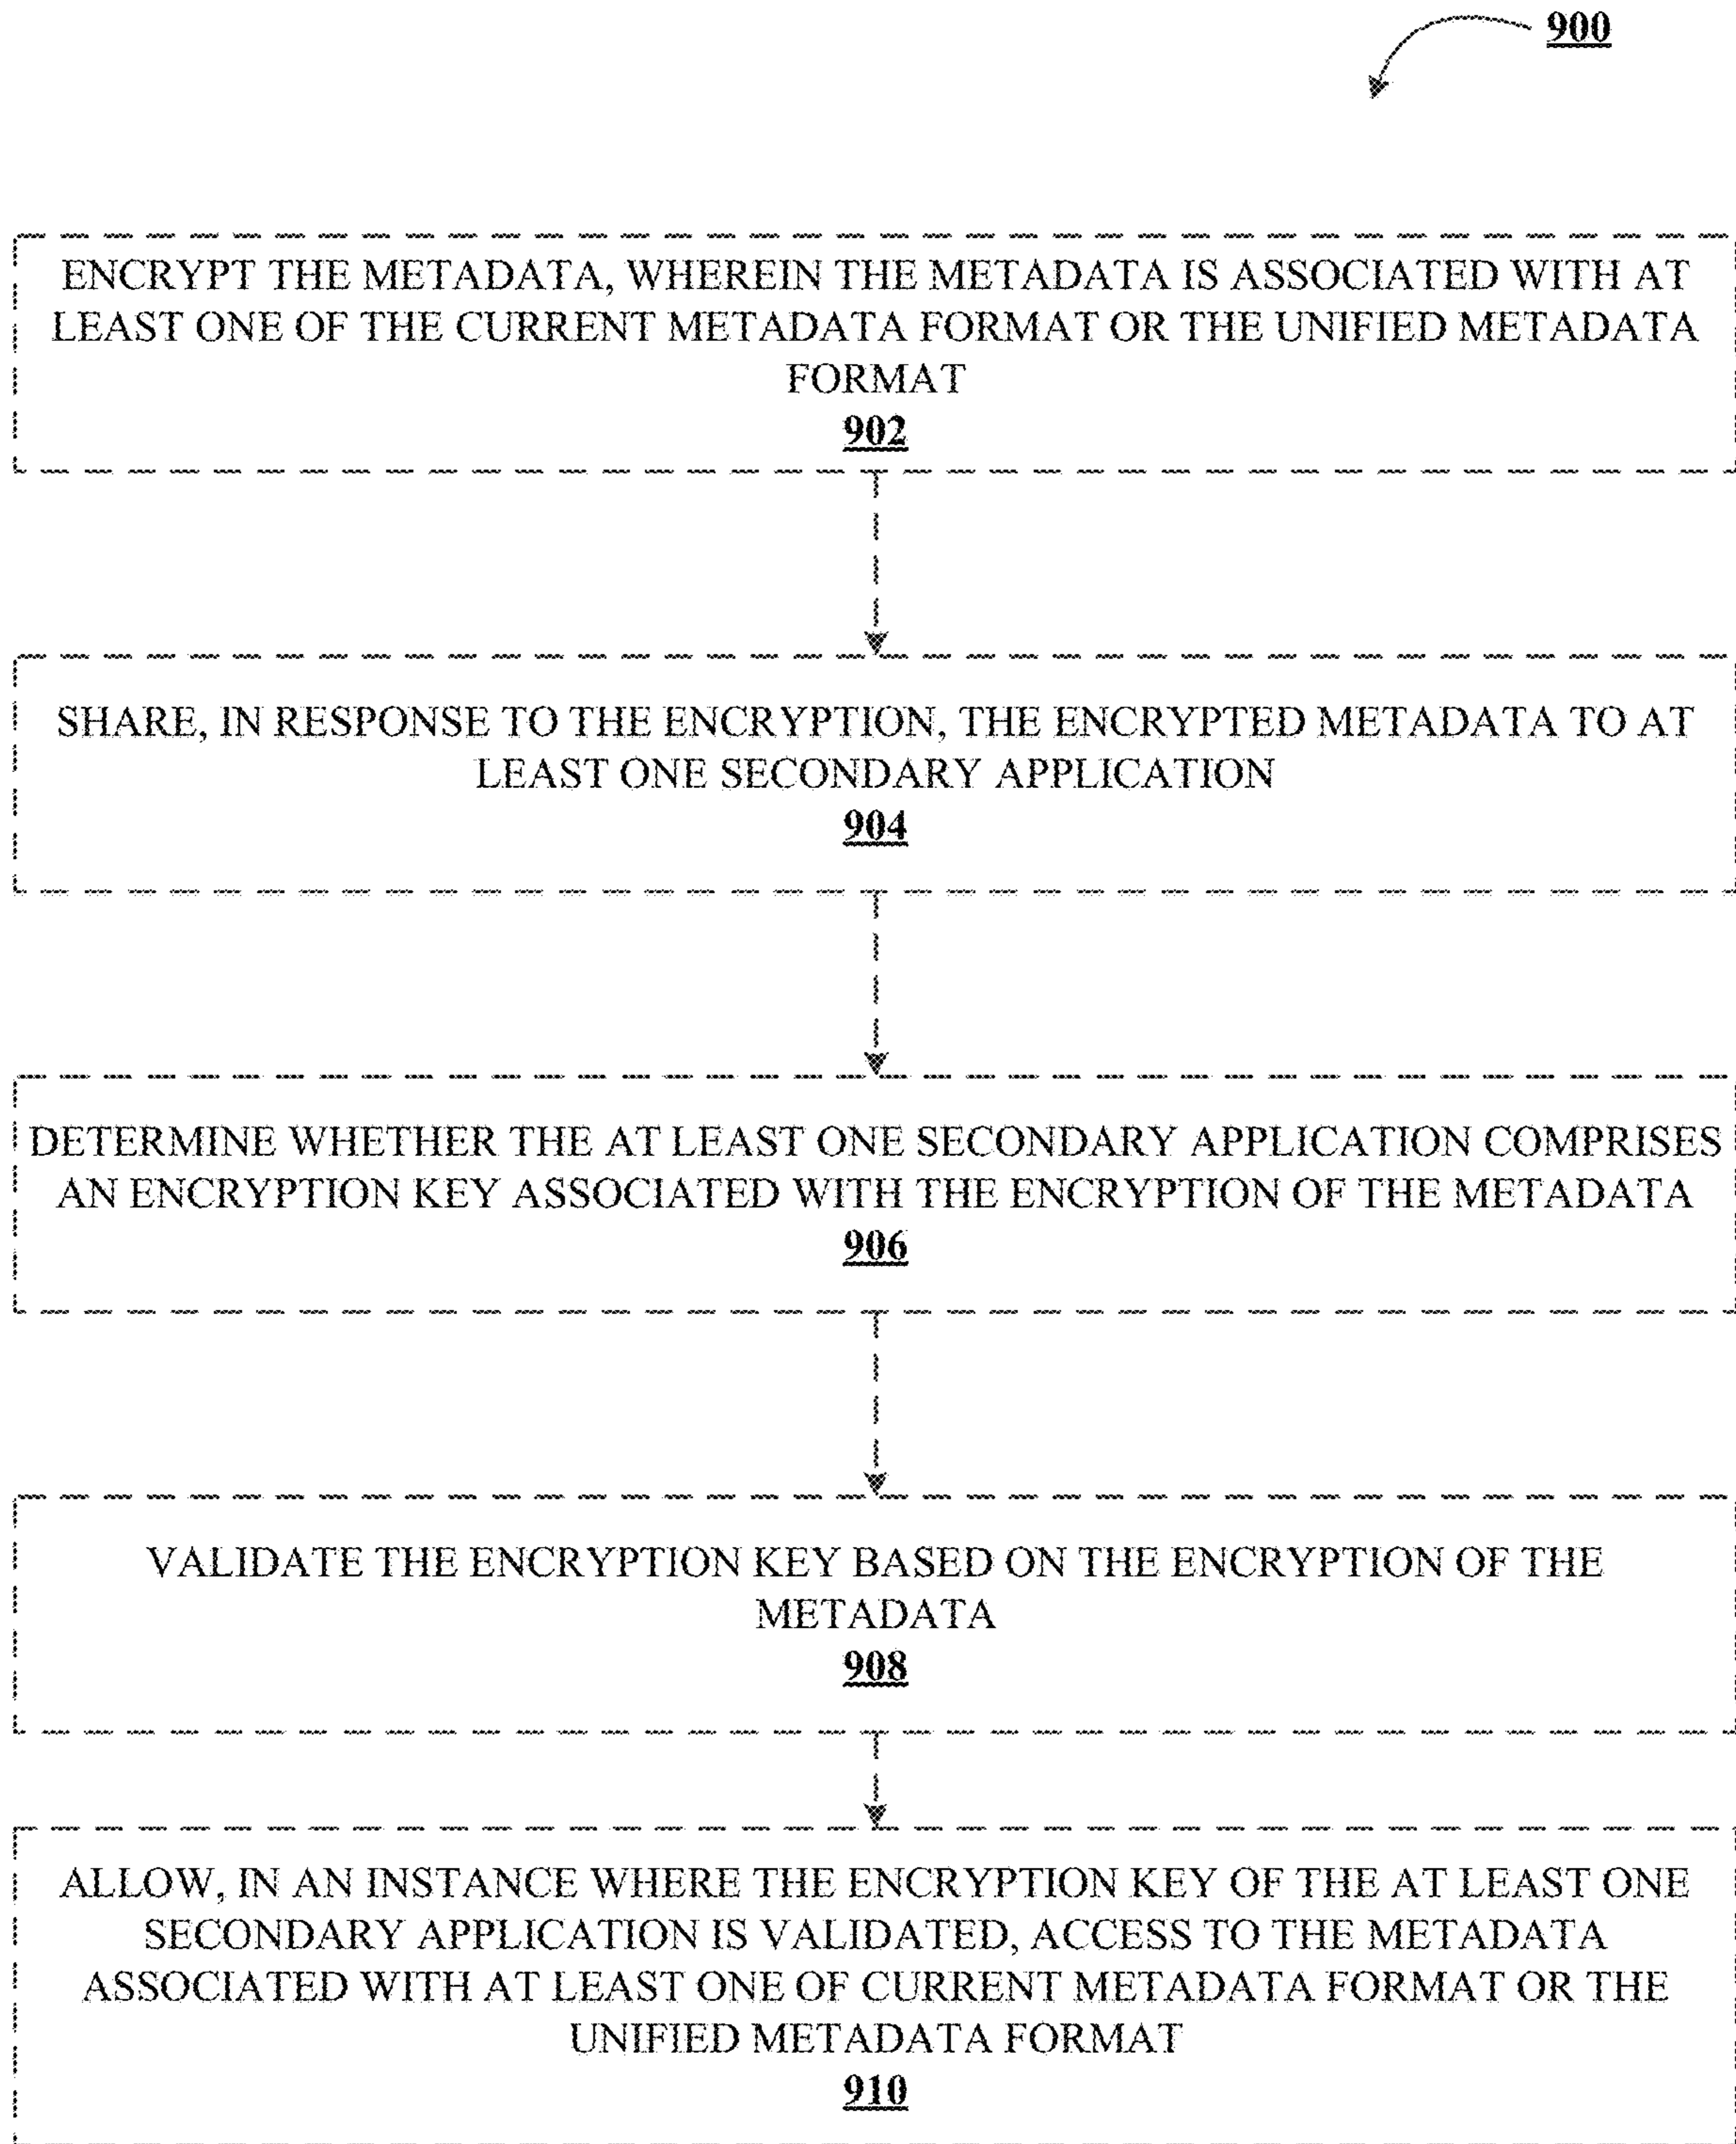 900
ENCRYPT THE METADATA, WHEREIN THE METADATA IS ASSOCIATED WITH AT
LEAST ONE OF THE CURRENT METADATA FORMAT OR THE UNIFIED METADATA
FORMAT
902
SHARE, IN RESPONSE TO THE ENCRYPTION, THE ENCRYPTED METADATA TO AT
LEAST ONE SECONDARY APPLICATION
904
DETERMINE WHETHER THE AT LEAST ONE SECONDARY APPLICATION COMPRISES
AN ENCRYPTION KEY ASSOCIATED WITH THE ENCRYPTION OF THE METADATA
906
VALIDATE THE ENCRYPTION KEY BASED ON THE ENCRYPTION OF THE
METADATA
908
ALLOW, IN AN INSTANCE WHERE THE ENCRYPTION KEY OF THE AT LEAST ONE
SECONDARY APPLICATION IS VALIDATED, ACCESS TO THE METADATA
ASSOCIATED WITH AT LEAST ONE OF CURRENT METADATA FORMAT OR THE
UNIFIED METADATA FORMAT
910